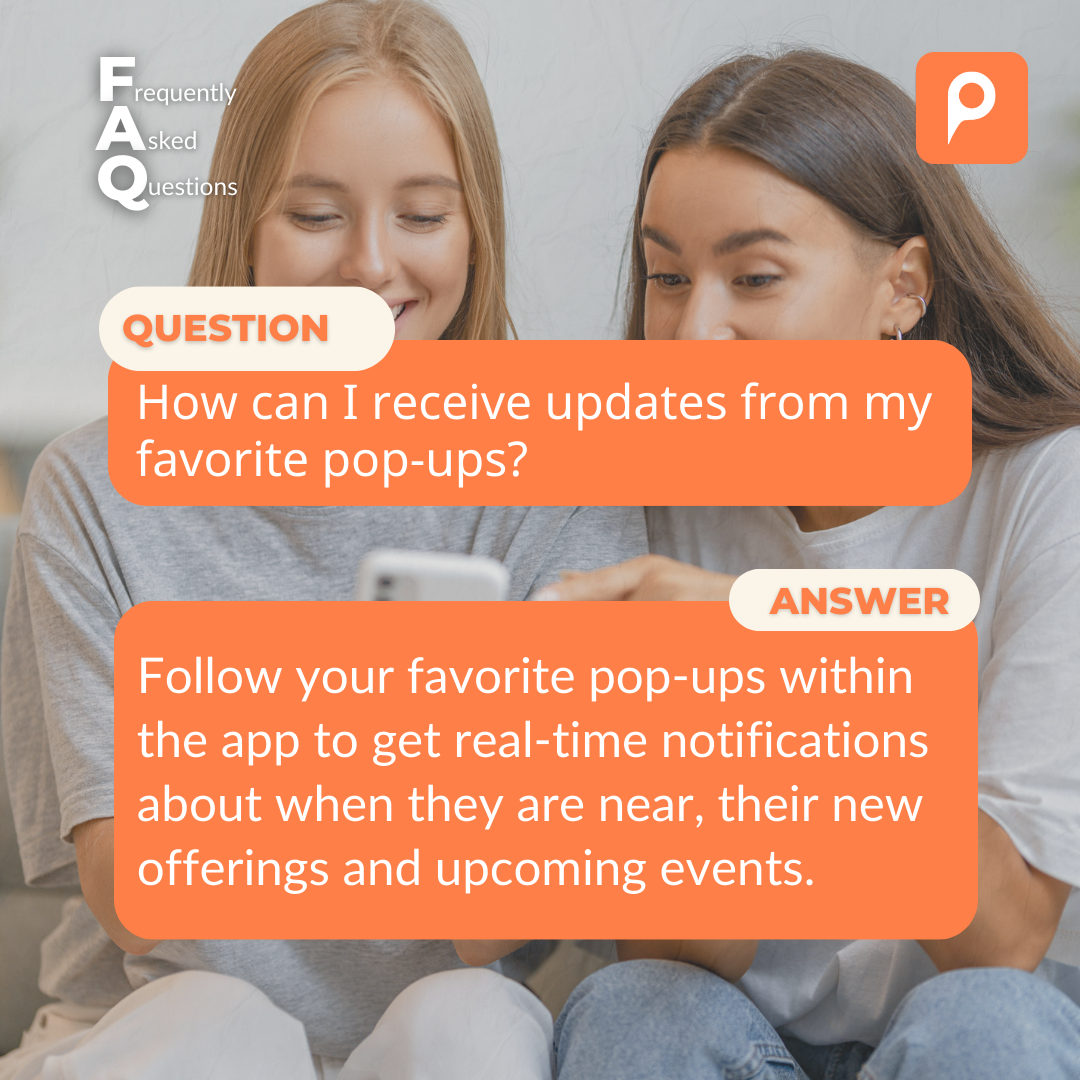 Frequently
Asked
Questions
QUESTION
How can I receive updates from my
favorite pop-ups?
ANSWER
Follow your favorite pop-ups within
the app to get real-time notifications
about when they are near, their new
offerings and upcoming events.